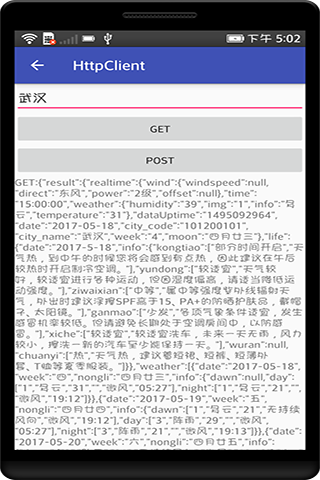 下午 5:02
HttpClient
武汉
GET
POST
GET:{"result":{"realtime":{"wind":{"windspeed":null,
"direct":"东风","power":"2级","offset":null},"time":
"15:00:00","weather":{"humidity":"39","img":"1","info":"多
云","temperature":"31"},"dataUptime":"1495092964",
"date":"2017-05-18","city_code":"101200101",
"city_name":"武汉","week":"4","moon":"四月廿三"},"life":
{"date":"2017-5-18","info":{"kongtiao":["部分时间开启","天
气热，到中午的时候您将会感到有点热，因此建议在午后
较热时开启制冷空调。"],"yundong":["较适宜","天气较
好，较适宜进行各种运动，但因湿度偏高，请适当降低运
动强度。"],"ziwaixian":["中等","属中等强度紫外线辐射天
气，外出时建议涂擦SPF高于15、PA+的防晒护肤品，戴帽
子、太阳镜。"],"ganmao":["少发","各项气象条件适宜，发生
感冒机率较低。但请避免长期处于空调房间中，以防感
冒。"],"xiche":["较适宜","较适宜洗车，未来一天无雨，风力
较小，擦洗一新的汽车至少能保持一天。"],"wuran":null,
"chuanyi":["热","天气热，建议着短裙、短裤、短薄外
套、T恤等夏季服装。"]}},"weather":[{"date":"2017-05-18",
"week":"四","nongli":"四月廿三","info":{"dawn":null,"day":
["1","多云","31","","微风","05:27"],"night":["1","多云","21","",
"微风","19:12"]}},{"date":"2017-05-19","week":"五",
"nongli":"四月廿四","info":{"dawn":["1","多云","21","无持续
风向","微风","19:12"],"day":["3","阵雨","29","","微风",
"05:27"],"night":["3","阵雨","21","","微风","19:13"]}},{"date":
"2017-05-20","week":"六","nongli":"四月廿五","info":